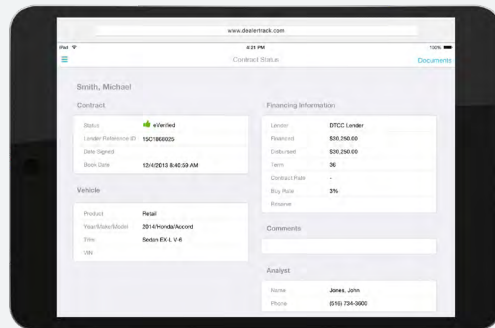 www.dealertrack.com
iPad
4:21 PM
100%
Contract Status
Documents
Smith, Michael
Contract
Status eVerified
Lender Reference ID 1501866025
Date Signed
Book Date 12/4/2013 8:40:59 AM
Vehicle
Product Retail
Year/Make/Model 2014/Honda/Accord
Trim Sedan EX-L V-6
VIN
Financing Information
Lender DTCC Lender
Financed $30,250.00
Disbursed $30,250.00
Term 36
Contract Rate -
Buy Rate 3%
Reserve
Comments
Analyst
Name Jones, John
Phone (516) 734-3600